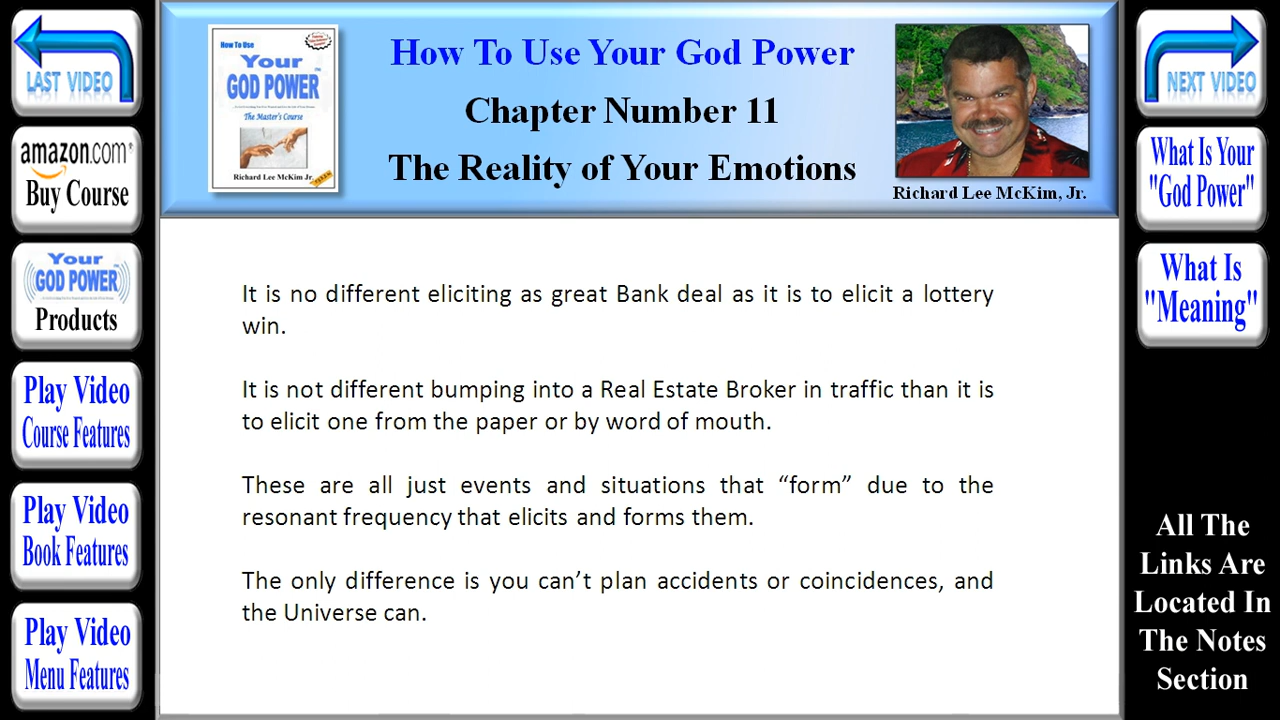 LAST VIDEO
amazon.com
Buy Course
Your
GOD POWER
Products
Play Video
Course Features
Play Video
Book Features
Play Video
Menu Features
How To Use
Your
GOD POWER
The Master's Course
Richard Lee McKim Jr.
How To Use Your God Power
Chapter Number 11
The Reality of Your Emotions
Richard Lee McKim, Jr.
It is no different eliciting as great Bank deal as it is to elicit a lottery
win.
It is not different bumping into a Real Estate Broker in traffic than it is
to elicit one from the paper or by word of mouth.
These are all just events and situations that “form” due to the
resonant frequency that elicits and forms them.
The only difference is you can’t plan accidents or coincidences, and
the Universe can.
NEXT VIDEO
What Is Your
"God Power"
What Is
"Meaning"
All The
Links Are
Located In
The Notes
Section